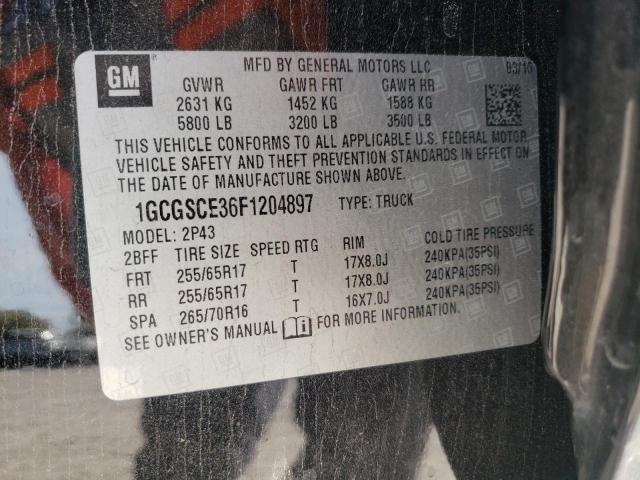 GM
MFD BY GENERAL MOTORS LLC
GVWR GAWR FRT GAWR RR
2631 KG 1452 KG 1588 KG
5800 LB 3200 LB 3500 LB
THIS VEHICLE CONFORMS TO ALL APPLICABLE U.S. FEDERAL MOTOR
VEHICLE SAFETY AND THEFT PREVENTION STANDARDS IN EFFECT ON
THE DATE OF MANUFACTURE SHOWN ABOVE.
1GCGSCE36F1204897 TYPE: TRUCK
MODEL: 2P43
2BFF TIRE SIZE SPEED RTG RIM COLD TIRE PRESSURE
FRT 255/65R17 T 17X8.0J 240KPA(35PSI)
RR 255/65R17 T 17X8.0J 240KPA(35PSI)
SPA 265/70R16 T 16X7.0J 240KPA(35PSI)
SEE OWNER'S MANUAL FOR MORE INFORMATION.